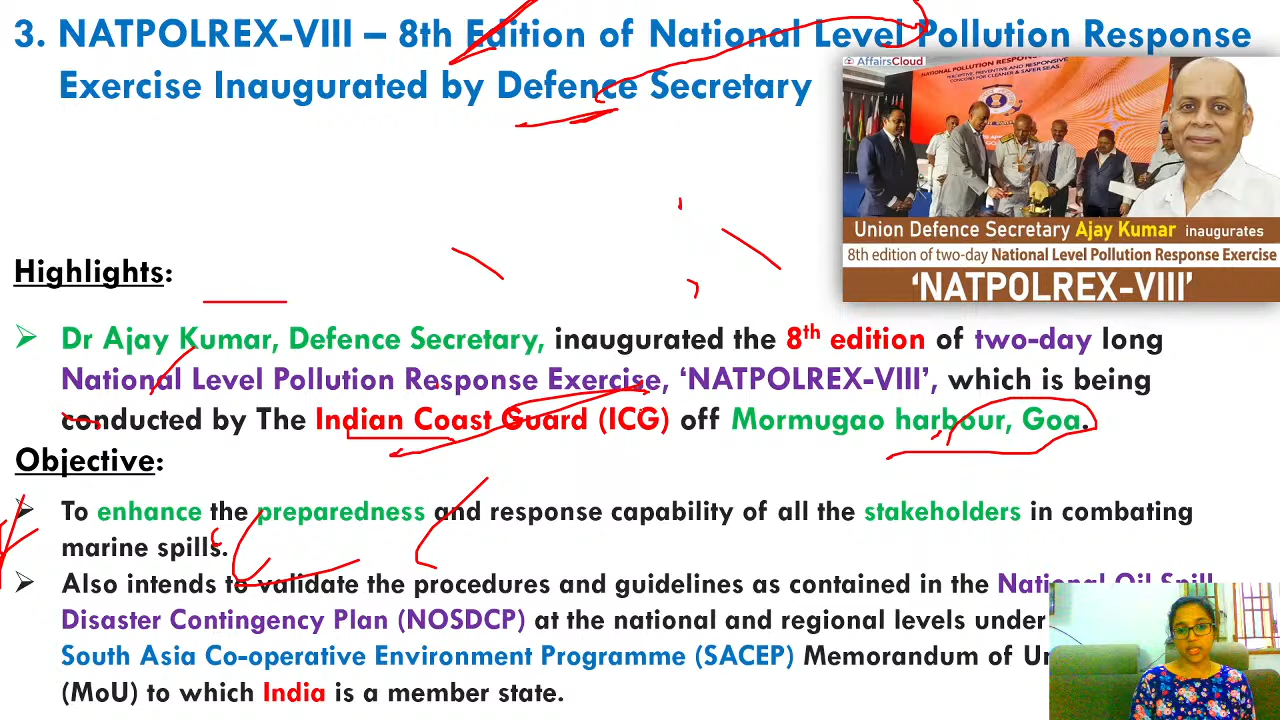 3. NATPOLREX-VIII – 8th Edition of National Level Pollution Response
Exercise Inaugurated by Defence Secretary
AffairsCloud
NATIONAL POLLUTION RESPON
Union Defence Secretary Ajay Kumar inaugurates
8th edition of two-day National Level Pollution Response Exercise
‘NATPOLREX-VIII’
Highlights:
➢ Dr Ajay Kumar, Defence Secretary, inaugurated the 8th edition of two-day long
National Level Pollution Response Exercise, ‘NATPOLREX-VIII’, which is being
conducted by The Indian Coast Guard (ICG) off Mormugao harbour, Goa.
Objective:
➢ To enhance the preparedness and response capability of all the stakeholders in combating
marine spills.
➢ Also intends to validate the procedures and guidelines as contained in the National Oil Spill
Disaster Contingency Plan (NOSDCP) at the national and regional levels under
South Asia Co-operative Environment Programme (SACEP) Memorandum of
(MoU) to which India is a member state.